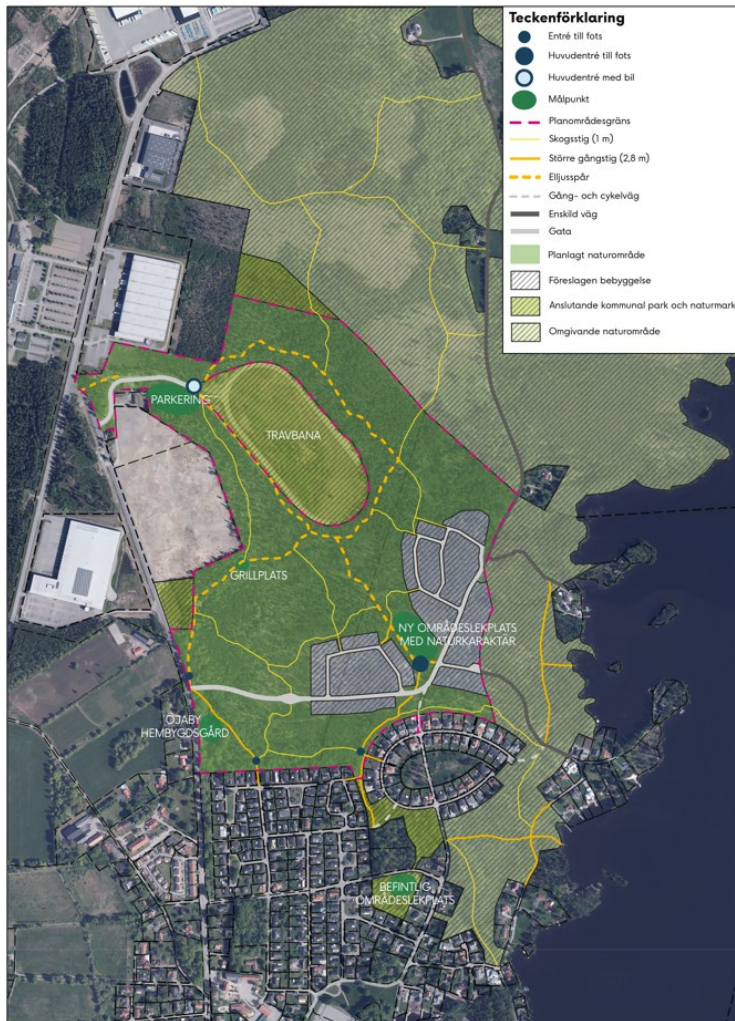 Teckenförklaring
Entré till fots
Huvudentré till fots
Huvudentré med bil
Målpunkt
Planområdesgräns
Skogsstig (1 m)
Större gångstig (2,8 m)
Elljusspår
Gång- och cykelväg
Enskild väg
Gata
Planlagt naturområde
Föreslagen bebyggelse
Anslutande kommunal park och naturmark
Omgivande naturområde
PARKERING
TRAVBANA
GRILLPLATS
NY OMRÅDESLEKPLATS
MED NATURKARAKTÄR
ÖJABY
HEMBYGDSGÅRD
BEFINTLIG
OMRÅDESLEKPLATS